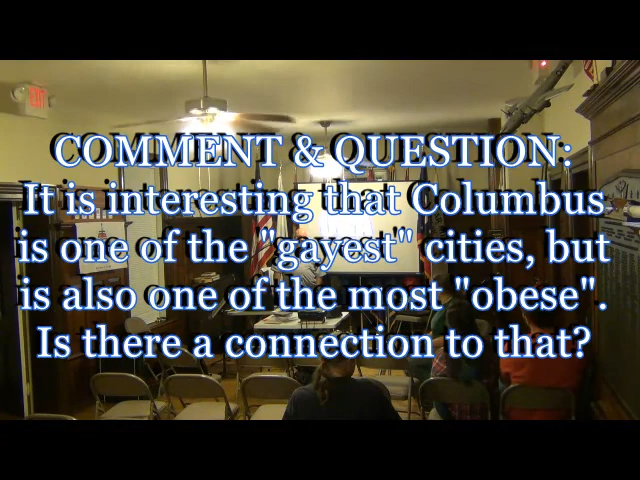 EXIT
COMMENT & QUESTION:
It is interesting that Columbus
is one of the "gayest" cities, but
is also one of the most "obese".
Is there a connection to that?